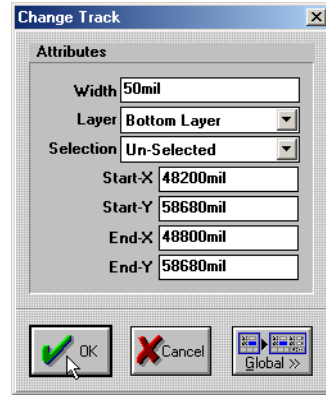 Change Track
Attributes
Width 50mil
Layer Bottom Layer
Selection Un-Selected
Start-X 48200mil
Start-Y 58680mil
End-X 48800mil
End-Y 58680mil
OK Cancel Global >>